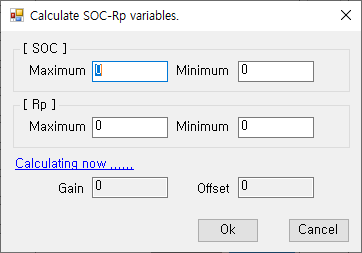 Calculate SOC-Rp variables.
[ SOC ]
Maximum 0 Minimum 0
[ Rp ]
Maximum 0 Minimum 0
Calculating now ......
Gain 0 Offset 0
Ok Cancel